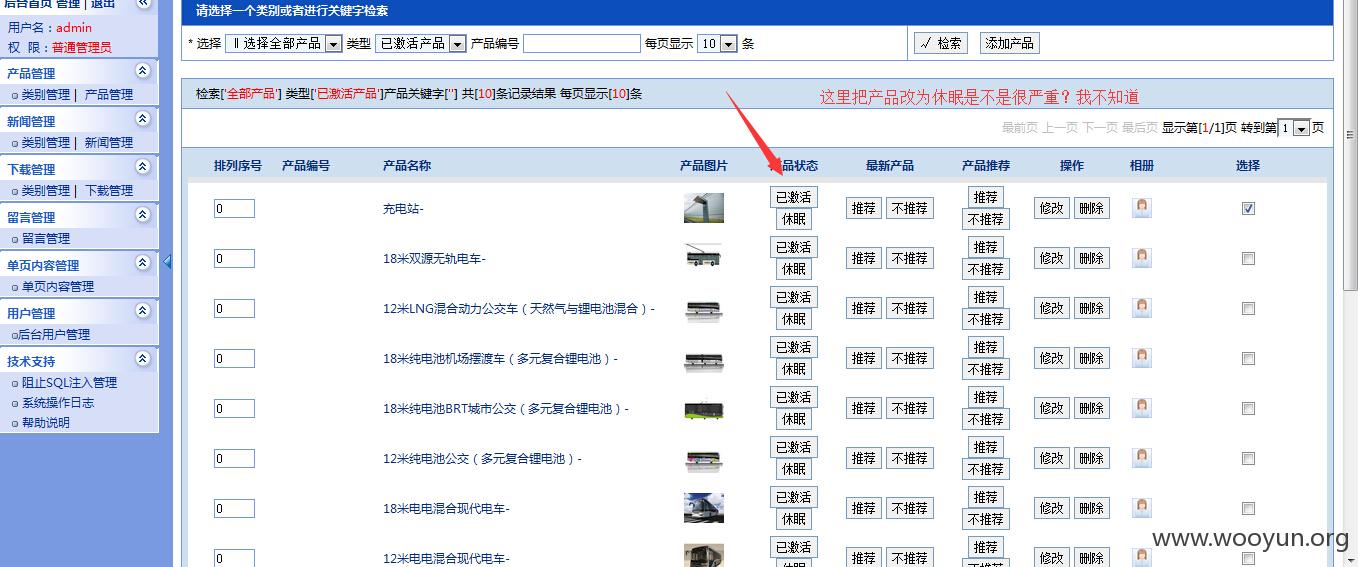 后台首页 管理 | 退出
用户名：admin
权 限：普通管理员
产品管理
类别管理 | 产品管理
新闻管理
类别管理 | 新闻管理
下载管理
类别管理 | 下载管理
留言管理
留言管理
单页内容管理
单页内容管理
用户管理
后台用户管理
技术支持
阻止SQL注入管理
系统操作日志
帮助说明
请选择一个类别或者进行关键字检索
* 选择 ‖选择全部产品 类型 已激活产品 产品编号 每页显示 10 条 √ 检索 添加产品
检索['全部产品'] 类型['已激活产品']产品关键字[''] 共[10]条记录结果 每页显示[10]条
这里把产品改为休眠是不是很严重？我不知道
最前页 上一页 下一页 最后页 显示第[1/1]页 转到第 1 页
排列序号 产品编号 产品名称 产品图片 品状态 最新产品 产品推荐 操作 相册 选择
0 充电站- 已激活 休眠 推荐 不推荐 推荐 不推荐 修改 删除
0 18米双源无轨电车- 已激活 休眠 推荐 不推荐 推荐 不推荐 修改 删除
0 12米LNG混合动力公交车（天然气与锂电池混合）- 已激活 休眠 推荐 不推荐 推荐 不推荐 修改 删除
0 18米纯电池机场摆渡车（多元复合锂电池）- 已激活 休眠 推荐 不推荐 推荐 不推荐 修改 删除
0 18米纯电池BRT城市公交（多元复合锂电池）- 已激活 休眠 推荐 不推荐 推荐 不推荐 修改 删除
0 12米纯电池公交（多元复合锂电池）- 已激活 休眠 推荐 不推荐 推荐 不推荐 修改 删除
0 18米电电混合现代电车- 已激活 休眠 推荐 不推荐 推荐 不推荐 修改 删除
0 12米电电混合现代电车- 已激活 休眠 推荐 不推荐 推荐 不推荐 修改 删除
www.wooyun.org